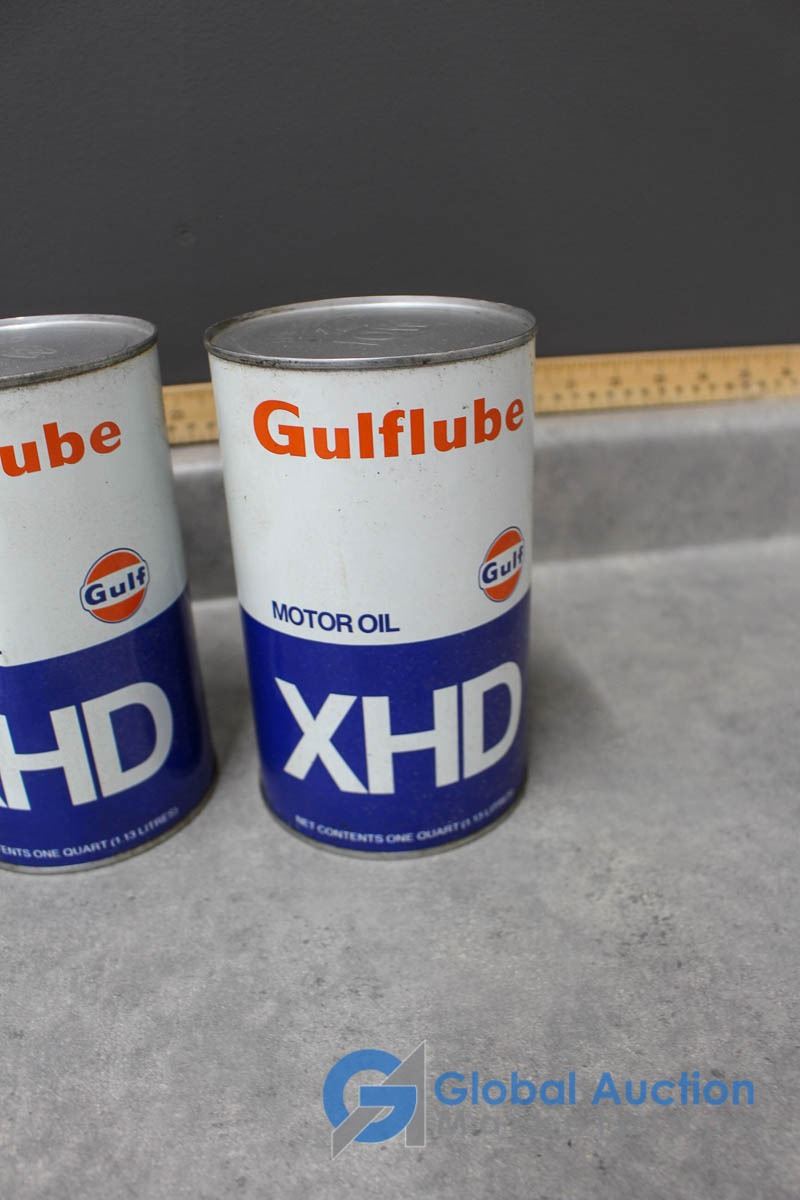 ube
Gulf
HD
ENTS ONE QUART (1.13 LITRES)
Gulflube
Gulf
MOTOR OIL
XHD
NET CONTENTS ONE QUART (1.13 LITRES)
Global Auction